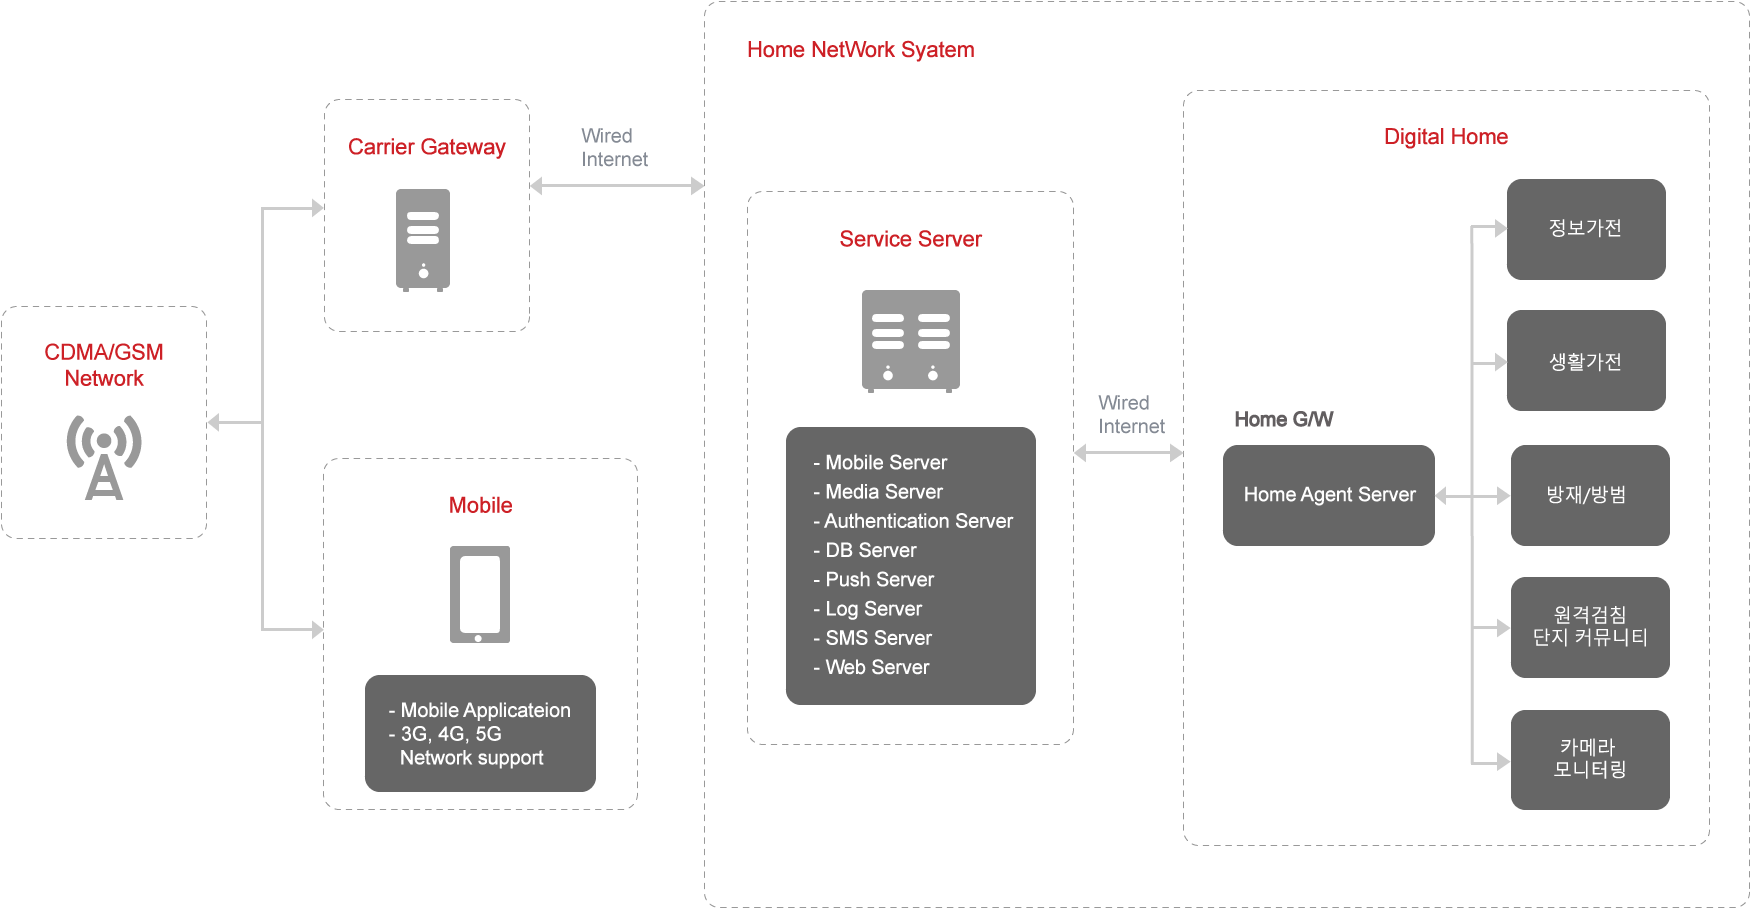 Home NetWork Syatem
Digital Home
Carrier Gateway
Wired
Internet
Service Server
CDMA/GSM
Network
Mobile
- Mobile Applicateion
- 3G, 4G, 5G
Network support
- Mobile Server
- Media Server
- Authentication Server
- DB Server
- Push Server
- Log Server
- SMS Server
- Web Server
Wired
Internet
Home G/W
Home Agent Server
정보가전
생활가전
방재/방범
원격검침
단지 커뮤니티
카메라
모니터링